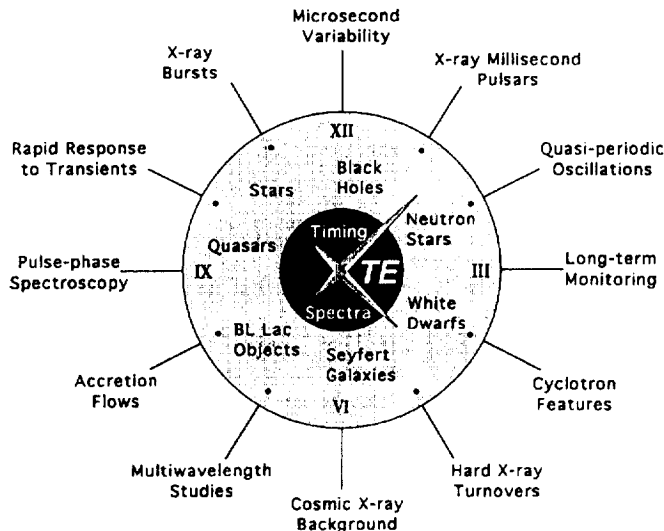 Microsecond
Variability
X-ray Millisecond
Pulsars
Quasi-periodic
Oscillations
Long-term
Monitoring
Cyclotron
Features
Hard X-ray
Turnovers
Cosmic X-ray
Background
Multiwavelength
Studies
Accretion
Flows
Pulse-phase
Spectroscopy
Rapid Response
to Transients
X-ray
Bursts
XII
III
VI
IX
Black
Holes
Neutron
Stars
White
Dwarfs
Seyfert
Galaxies
BL Lac
Objects
Quasars
Stars
Timing
XTE
Spectra